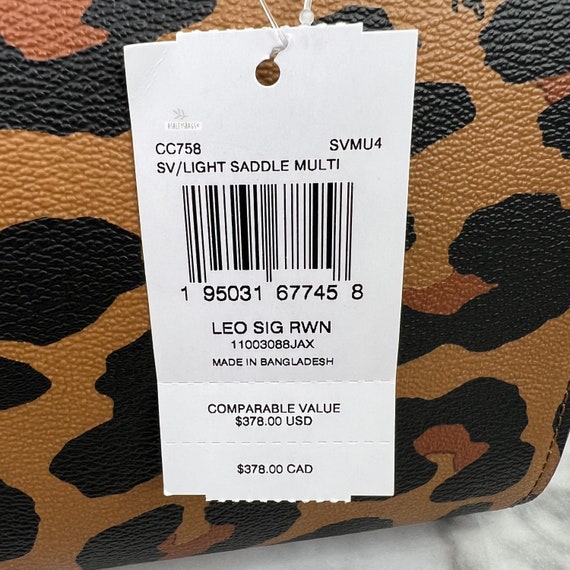 CC758 SVMU4
SV/LIGHT SADDLE MULTI
1 95031 67745 8
LEO SIG RWN
11003088JAX
MADE IN BANGLADESH
COMPARABLE VALUE
$378.00 USD
$378.00 CAD